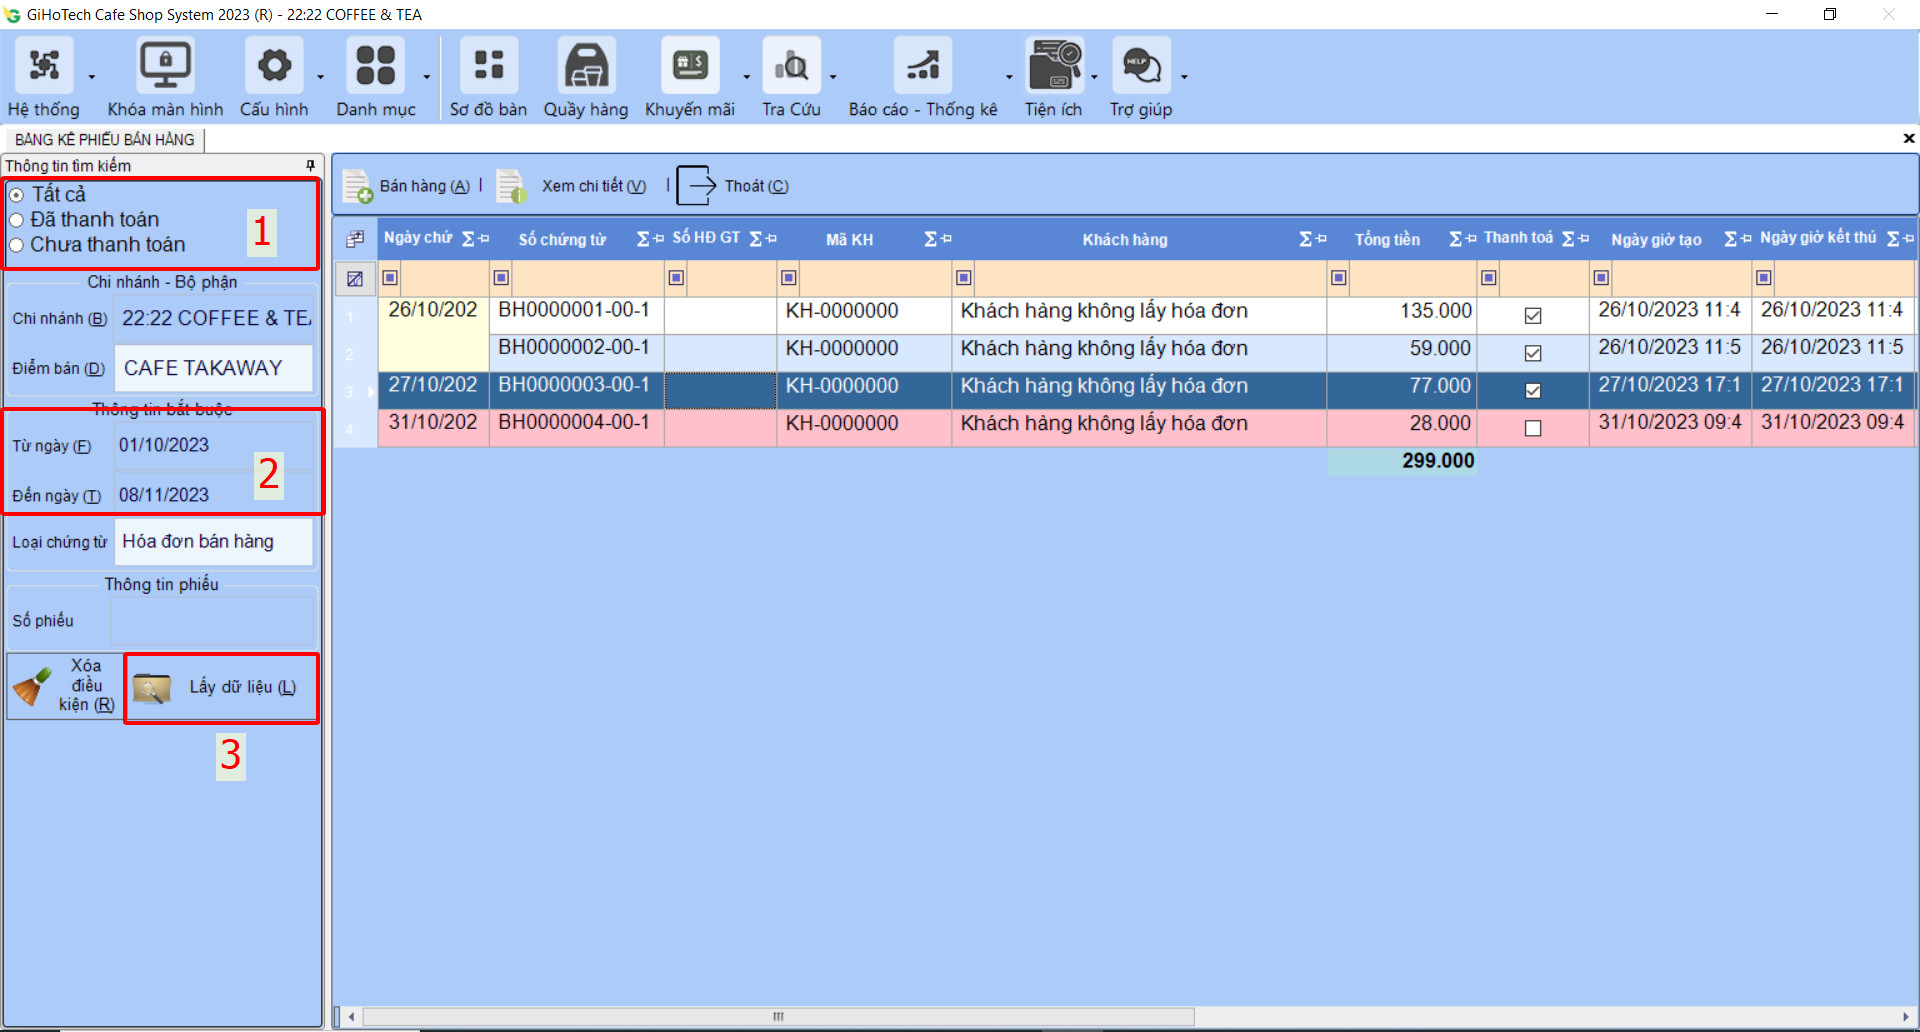 GiHoTech Cafe Shop System 2023 (R) - 22:22 COFFEE & TEA
Hệ thống
Khóa màn hình
Cấu hình
Danh mục
Sơ đồ bàn
Quầy hàng
Khuyến mãi
Tra Cứu
Báo cáo - Thống kê
Tiện ích
HELP
Trợ giúp
BẢNG KÊ PHIẾU BÁN HÀNG
Thông tin tìm kiếm
Tất cả
Đã thanh toán
Chưa thanh toán
1
Chi nhánh - Bộ phận
Chi nhánh (B) 22:22 COFFEE & TEA
Điểm bán (D) CAFE TAKAWAY
Thông tin bắt buộc
Từ ngày (F) 01/10/2023
Đến ngày (T) 08/11/2023
2
Loại chứng từ Hóa đơn bán hàng
Thông tin phiếu
Số phiếu
Xóa điều kiện (R)
Lấy dữ liệu (L)
3
Bán hàng (A) | Xem chi tiết (V) | Thoát (C)
Ngày chứ Số chứng từ Số HĐ GT Mã KH Khách hàng Tổng tiền Thanh toá Ngày giờ tạo Ngày giờ kết thú
1 26/10/202 BH0000001-00-1 KH-0000000 Khách hàng không lấy hóa đơn 135.000 26/10/2023 11:4 26/10/2023 11:4
2 BH0000002-00-1 KH-0000000 Khách hàng không lấy hóa đơn 59.000 26/10/2023 11:5 26/10/2023 11:5
3 27/10/202 BH0000003-00-1 KH-0000000 Khách hàng không lấy hóa đơn 77.000 27/10/2023 17:1 27/10/2023 17:1
4 31/10/202 BH0000004-00-1 KH-0000000 Khách hàng không lấy hóa đơn 28.000 31/10/2023 09:4 31/10/2023 09:4
299.000